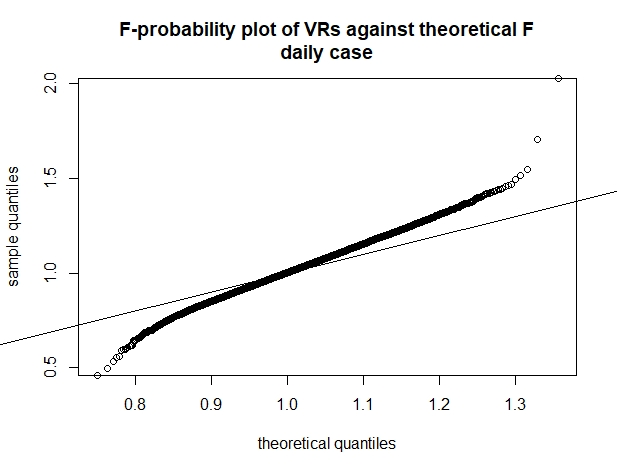 F-probability plot of VRs against theoretical F
daily case
sample quantiles
2.0
1.5
1.0
0.5
0.8 0.9 1.0 1.1 1.2 1.3
theoretical quantiles